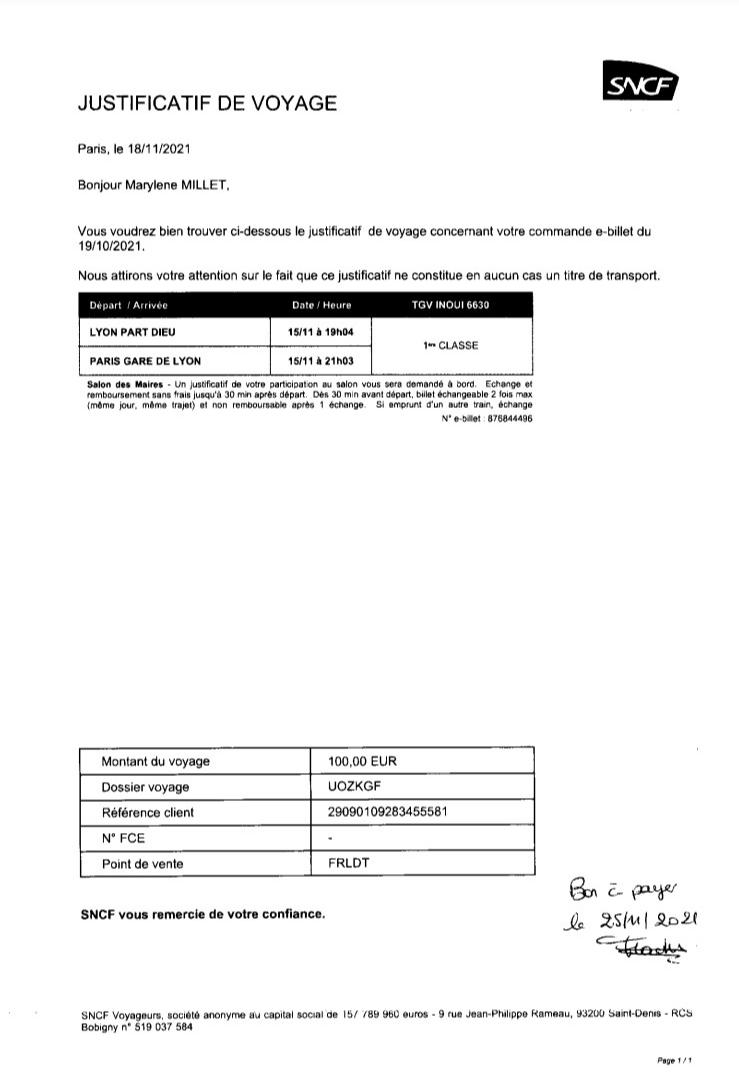 SNCF
JUSTIFICATIF DE VOYAGE
Paris, le 18/11/2021
Bonjour Marylene MILLET,
Vous voudrez bien trouver ci-dessous le justificatif de voyage concernant votre commande e-billet du
19/10/2021.
Nous attirons votre attention sur le fait que ce justificatif ne constitue en aucun cas un titre de transport.
Départ / Arrivée Date / Heure TGV INOUI 6630
LYON PART DIEU 15/11 à 19h04
1ère CLASSE
PARIS GARE DE LYON 15/11 à 21h03
Salon des Maires - Un justificatif de votre participation au salon vous sera demandé à bord. Echange et
remboursement sans frais jusqu'à 30 min après départ. Dès 30 min avant départ, billet échangeable 2 fois max
(même jour, même trajet) et non remboursable après 1 échange. Si emprunt d'un autre train, échange
N° e-billet : 876844496
Montant du voyage 100,00 EUR
Dossier voyage UOZKGF
Référence client 29090109283455581
N° FCE -
Point de vente FRLDT
Bon à payer
le 25/11/2021
SNCF vous remercie de votre confiance.
SNCF Voyageurs, société anonyme au capital social de 157 789 960 euros - 9 rue Jean-Philippe Rameau, 93200 Saint-Denis - RCS
Bobigny n° 519 037 584
Page 1 / 1